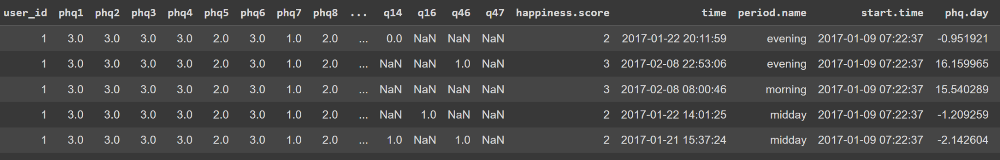 user_id phq1 phq2 phq3 phq4 phq5 phq6 phq7 phq8 ... q14 q16 q46 q47 happiness.score time period.name start.time phq.day
1 3.0 3.0 3.0 3.0 2.0 3.0 1.0 2.0 ... 0.0 NaN NaN NaN 2 2017-01-22 20:11:59 evening 2017-01-09 07:22:37 -0.951921
1 3.0 3.0 3.0 3.0 2.0 3.0 1.0 2.0 ... NaN NaN 1.0 NaN 3 2017-02-08 22:53:06 evening 2017-01-09 07:22:37 16.159965
1 3.0 3.0 3.0 3.0 2.0 3.0 1.0 2.0 ... NaN NaN NaN NaN 3 2017-02-08 08:00:46 morning 2017-01-09 07:22:37 15.540289
1 3.0 3.0 3.0 3.0 2.0 3.0 1.0 2.0 ... NaN 1.0 NaN NaN 2 2017-01-22 14:01:25 midday 2017-01-09 07:22:37 -1.209259
1 3.0 3.0 3.0 3.0 2.0 3.0 1.0 2.0 ... 1.0 NaN 1.0 NaN 2 2017-01-21 15:37:24 midday 2017-01-09 07:22:37 -2.142604